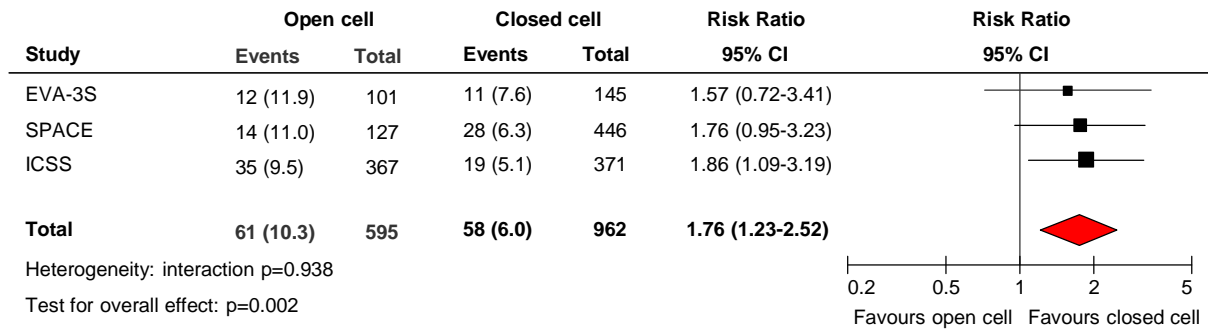 Open cell Closed cell Risk Ratio Risk Ratio
Study Events Total Events Total 95% CI 95% CI
EVA-3S 12 (11.9) 101 11 (7.6) 145 1.57 (0.72-3.41)
SPACE 14 (11.0) 127 28 (6.3) 446 1.76 (0.95-3.23)
ICSS 35 (9.5) 367 19 (5.1) 371 1.86 (1.09-3.19)
Total 61 (10.3) 595 58 (6.0) 962 1.76 (1.23-2.52)
Heterogeneity: interaction p=0.938
Test for overall effect: p=0.002
0.2 0.5 1 2 5
Favours open cell Favours closed cell